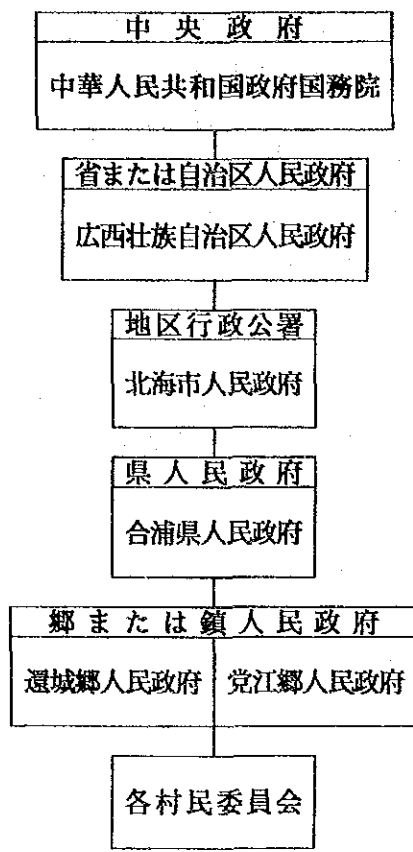 中央政府
中華人民共和国政府国務院
省または自治区人民政府
広西壮族自治区人民政府
地区行政公署
北海市人民政府
県人民政府
合浦県人民政府
郷または鎮人民政府
還城郷人民政府
党江郷人民政府
各村民委員会